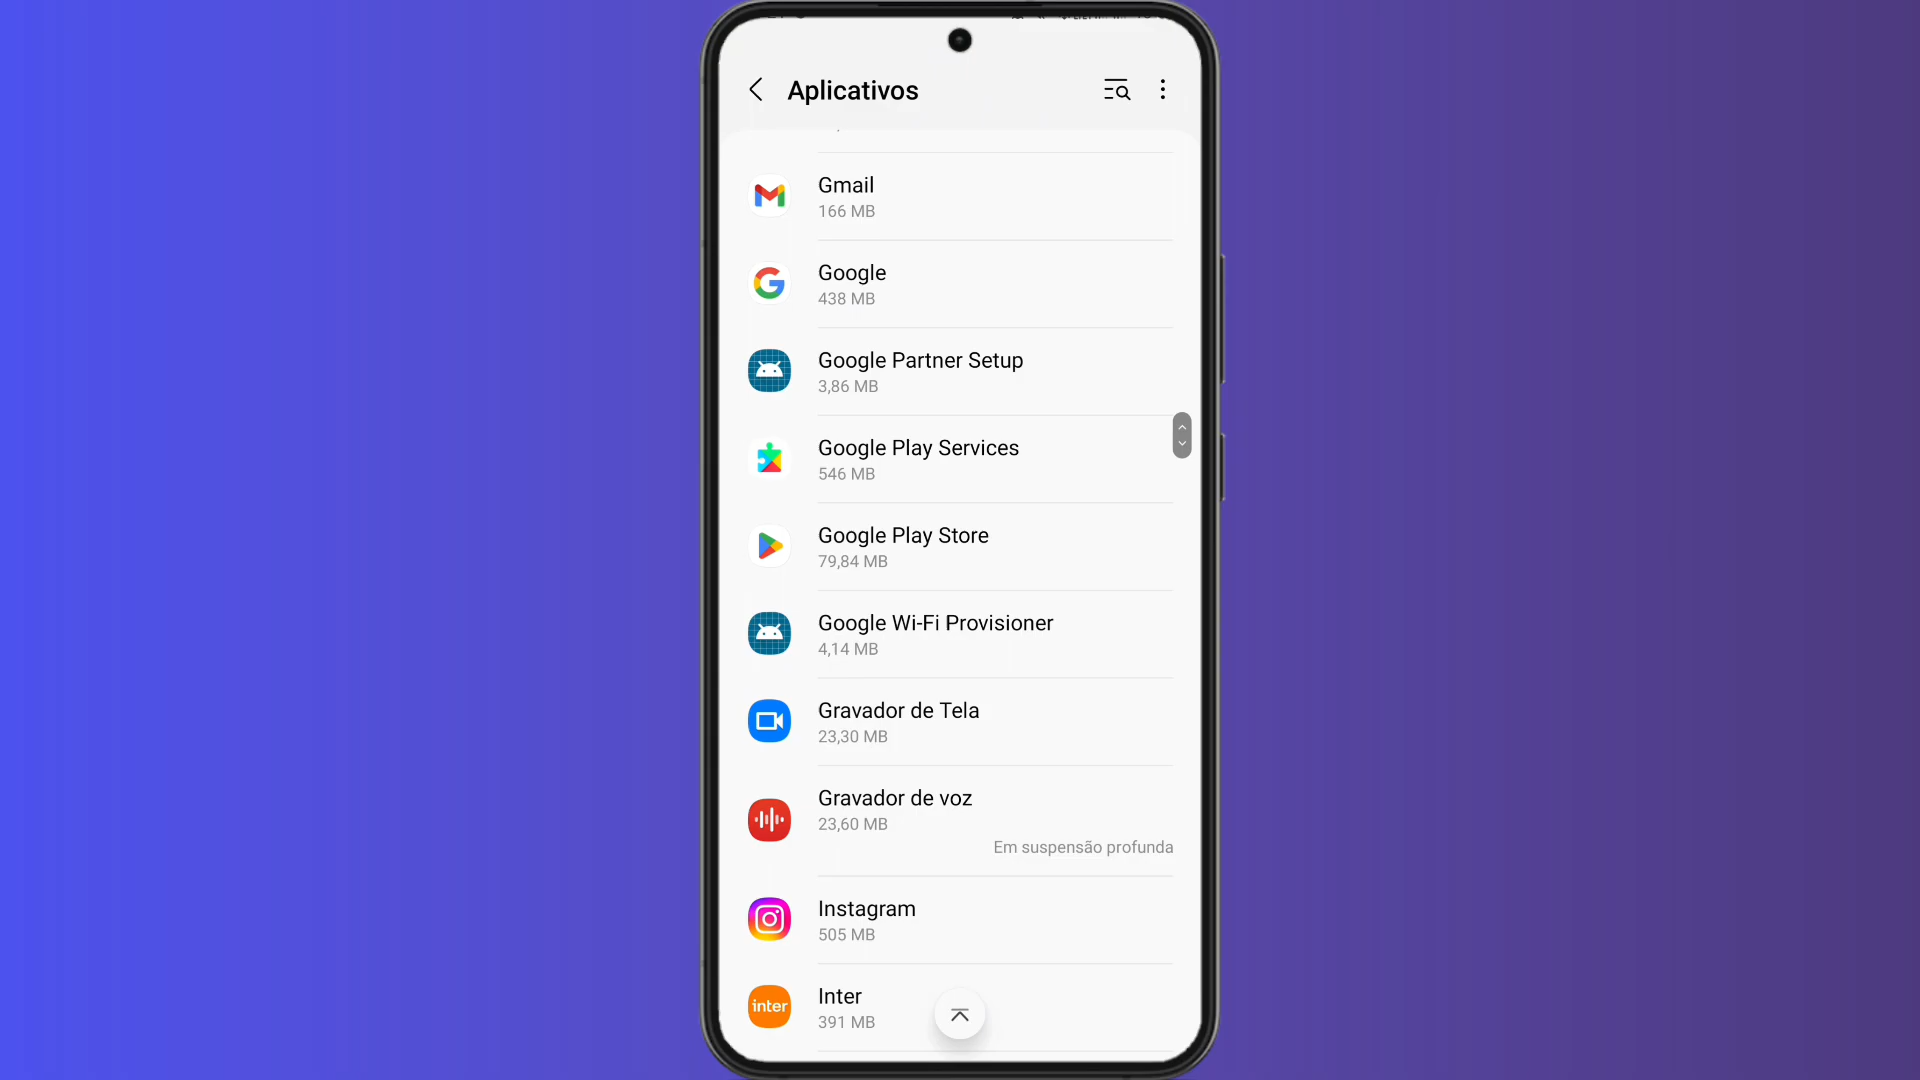 Aplicativos
Gmail
166 MB
Google
438 MB
Google Partner Setup
3,86 MB
Google Play Services
546 MB
Google Play Store
79,84 MB
Google Wi-Fi Provisioner
4,14 MB
Gravador de Tela
23,30 MB
Gravador de voz
23,60 MB
Em suspensão profunda
Instagram
505 MB
inter
Inter
391 MB